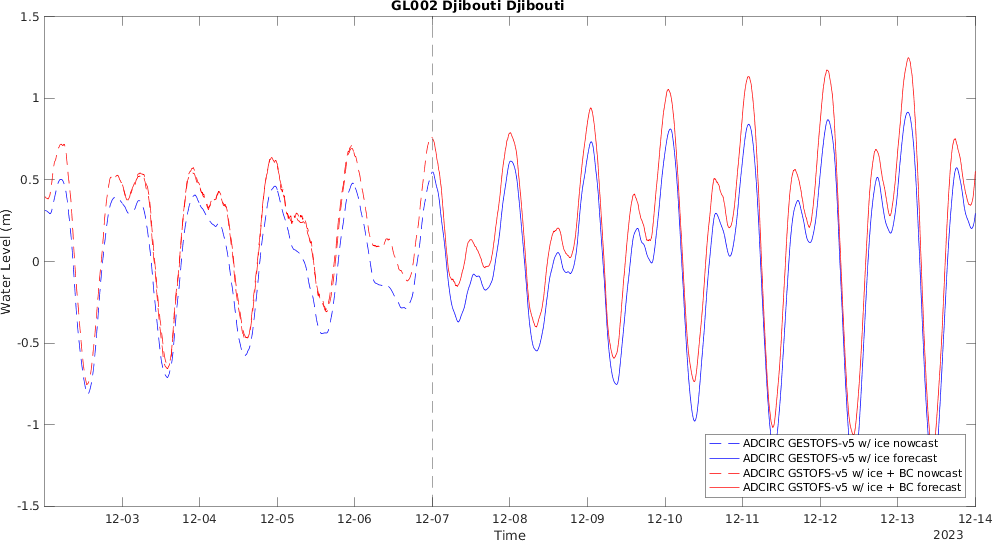 GL002 Djibouti Djibouti
1.5
1
0.5
0
-0.5
-1
-1.5
Water Level (m)
ADCIRC GESTOFS-v5 w/ ice nowcast
ADCIRC GESTOFS-v5 w/ ice forecast
ADCIRC GSTOFS-v5 w/ ice + BC nowcast
ADCIRC GSTOFS-v5 w/ ice + BC forecast
12-03 12-04 12-05 12-06 12-07 12-08 12-09 12-10 12-11 12-12 12-13 12-14
Time
2023